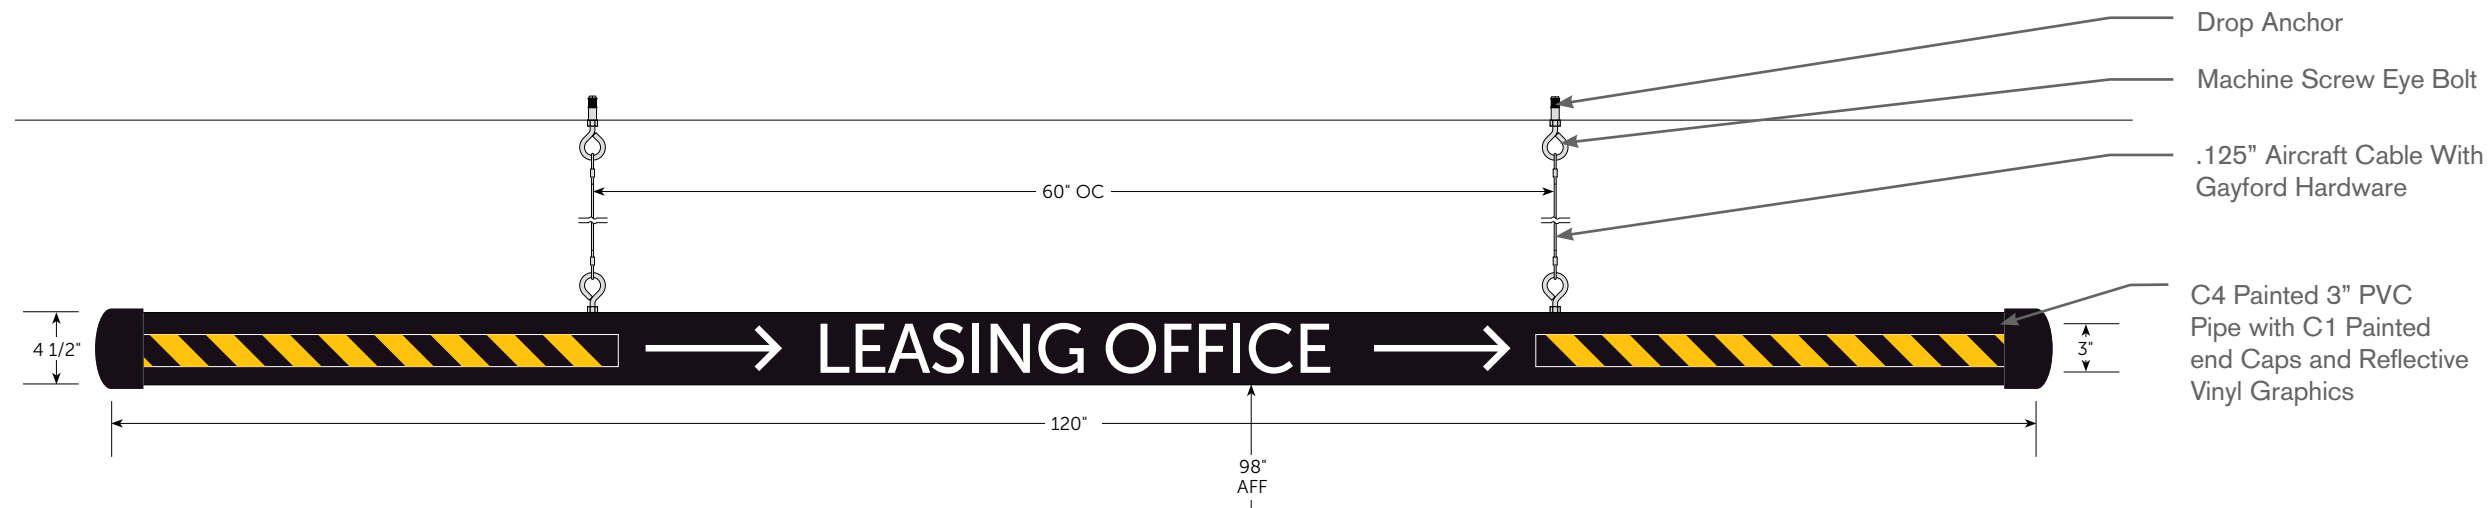 Drop Anchor
Machine Screw Eye Bolt
.125” Aircraft Cable With
Gayford Hardware
60" OC
C4 Painted 3” PVC
Pipe with C1 Painted
end Caps and Reflective
Vinyl Graphics
4 1/2"
LEASING OFFICE
3"
120"
98"
AFF